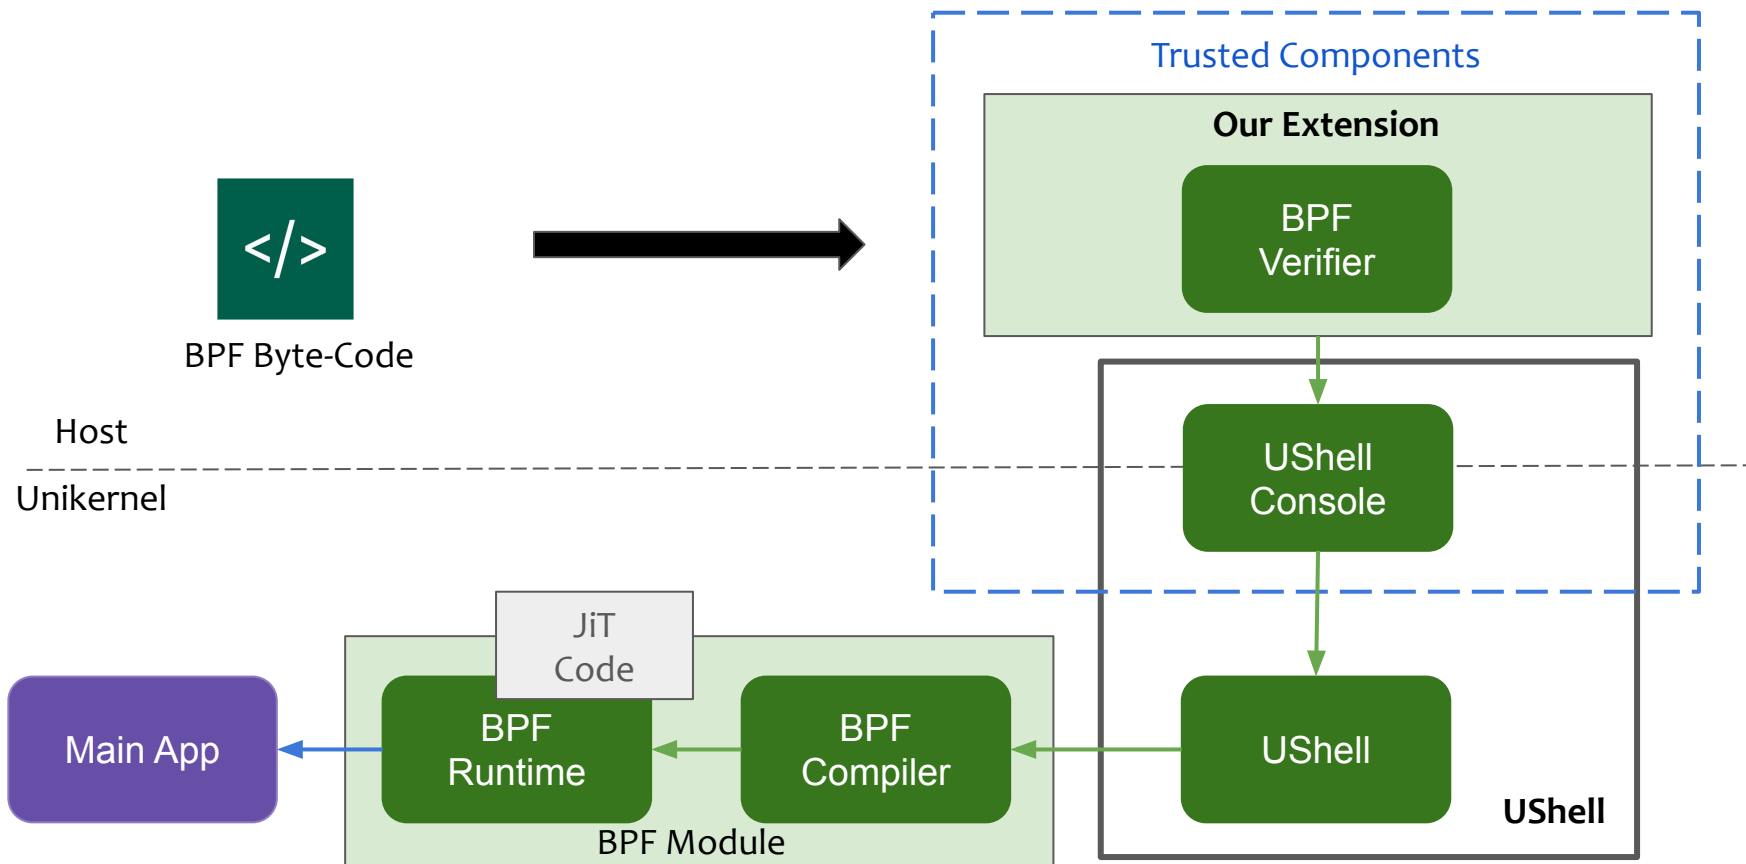 Trusted Components
Our Extension
BPF
Verifier
</>
BPF Byte-Code
Host
Unikernel
UShell
Console
JiT
Code
Main App
BPF
Runtime
BPF
Compiler
UShell
UShell
BPF Module